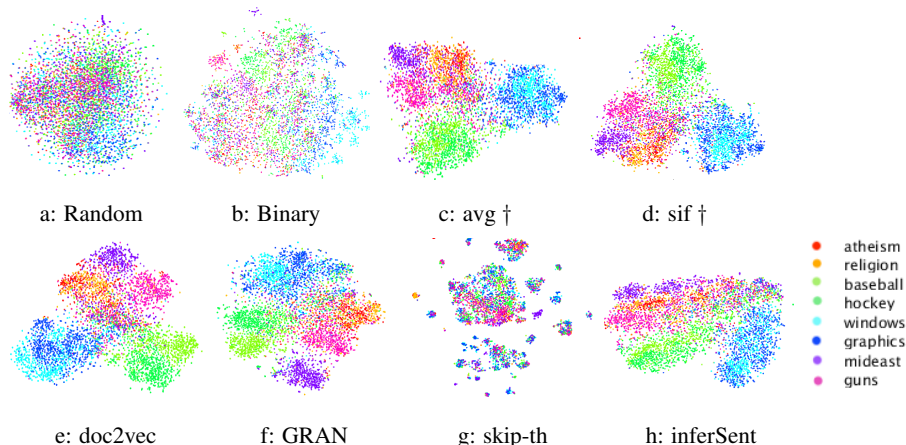 a: Random
b: Binary
c: avg †
d: sif †
atheism
religion
baseball
hockey
windows
graphics
mideast
guns
e: doc2vec
f: GRAN
g: skip-th
h: inferSent